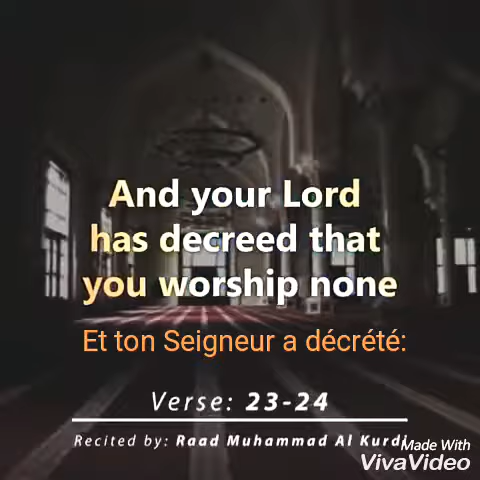 And your Lord
has decreed that
you worship none
Et ton Seigneur a décrété:
Verse: 23-24
Recited by: Raad Muhammad Al Kurdi
Made With
VivaVideo